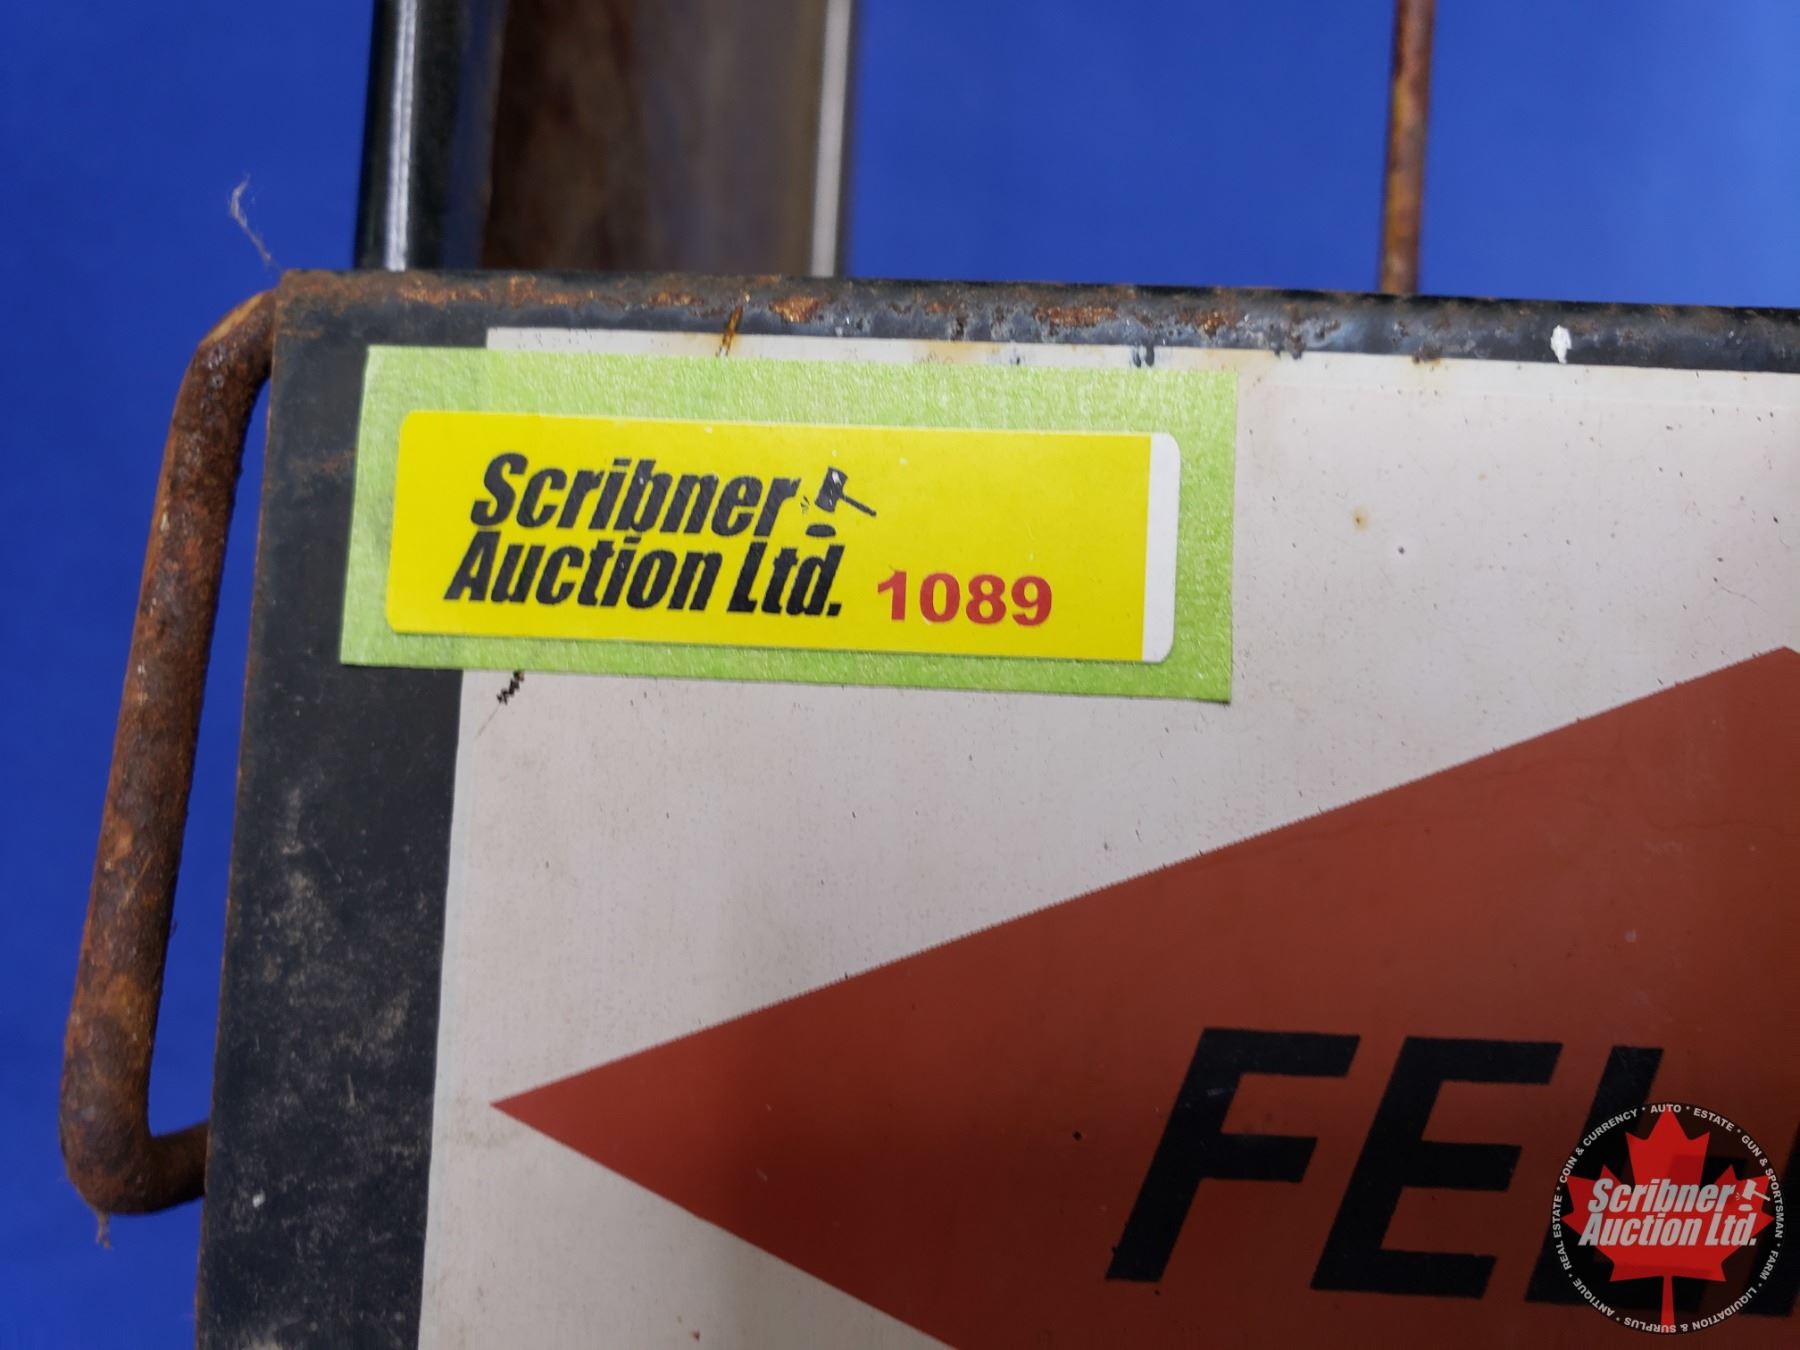 Scribner
Auction Ltd. 1089
COIN & CURRENCY · AUTO · ESTATE · GUN & SPORTSMAN · FARM · LIQUIDATION & SURPLUS · ANTIQUE · REAL ESTATE ·
Scribner
Auction Ltd.